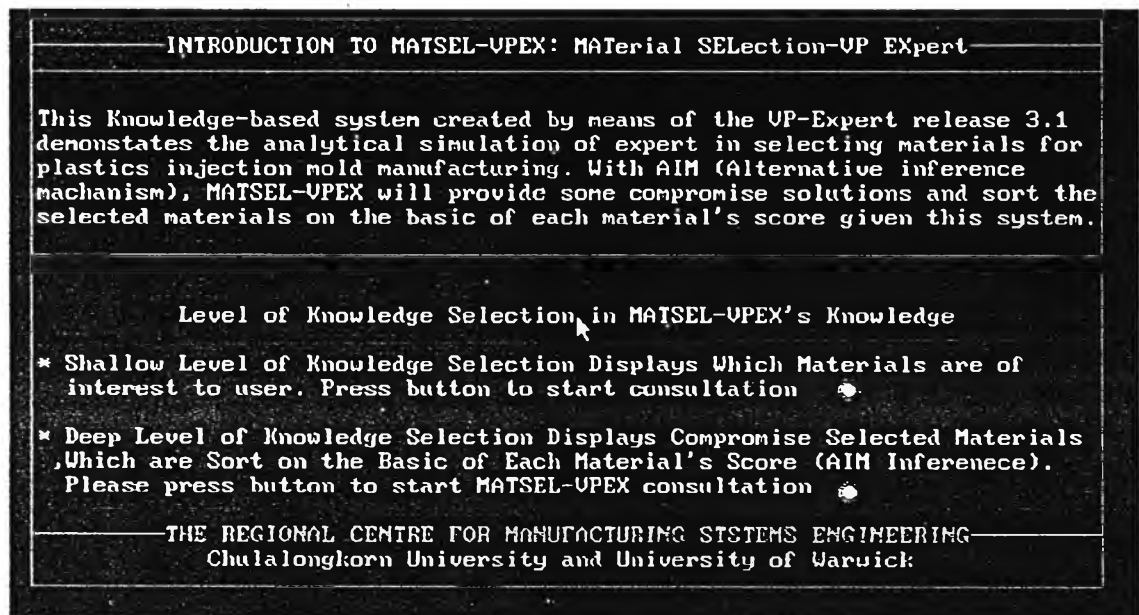 INTRODUCTION TO MATSEL-VPEX: MATerial SELection-VP EXpert
This Knowledge-based system created by means of the VP-Expert release 3.1
demonstates the analytical simulation of expert in selecting materials for
plastics injection mold manufacturing. With AIM (Alternative inference
machanism), MATSEL-VPEX will provide some compromise solutions and sort the
selected materials on the basic of each material's score given this system.
Level of Knowledge Selection in MATSEL-VPEX's Knowledge
* Shallow Level of Knowledge Selection Displays Which Materials are of
interest to user. Press button to start consultation
* Deep Level of Knowledge Selection Displays Compromise Selected Materials
,Which are Sort on the Basic of Each Material's Score (AIM Inferenece).
Please press button to start MATSEL-VPEX consultation
THE REGIONAL CENTRE FOR MANUFACTURING STSTEMS ENGINEERING
Chulalongkorn University and University of Warwick